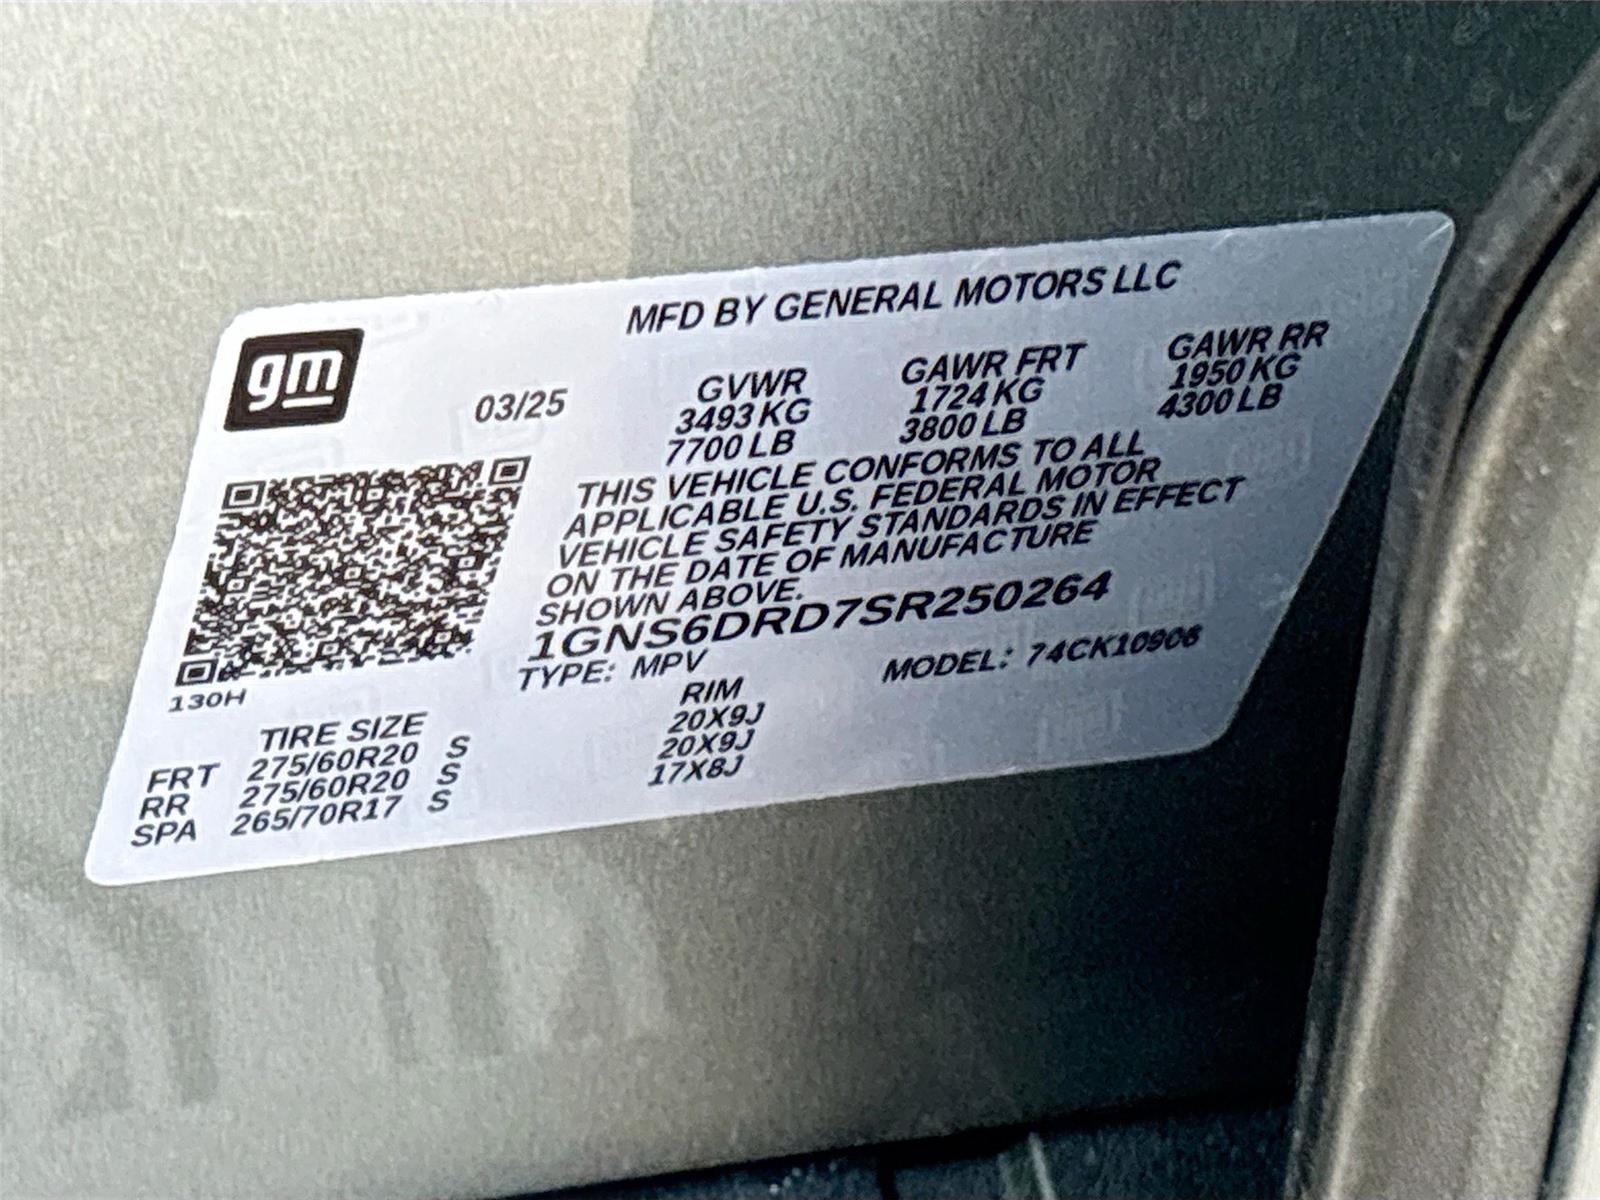 MFD BY GENERAL MOTORS LLC
gm
03/25
GVWR GAWR FRT GAWR RR
3493 KG 1724 KG 1950 KG
7700 LB 3800 LB 4300 LB
THIS VEHICLE CONFORMS TO ALL
APPLICABLE U.S. FEDERAL MOTOR
VEHICLE SAFETY STANDARDS IN EFFECT
ON THE DATE OF MANUFACTURE
SHOWN ABOVE.
1GNS6DRD7SR250264
TYPE: MPV MODEL: 74CK10906
130H
TIRE SIZE RIM
FRT 275/60R20 S 20X9J
RR 275/60R20 S 20X9J
SPA 265/70R17 S 17X8J